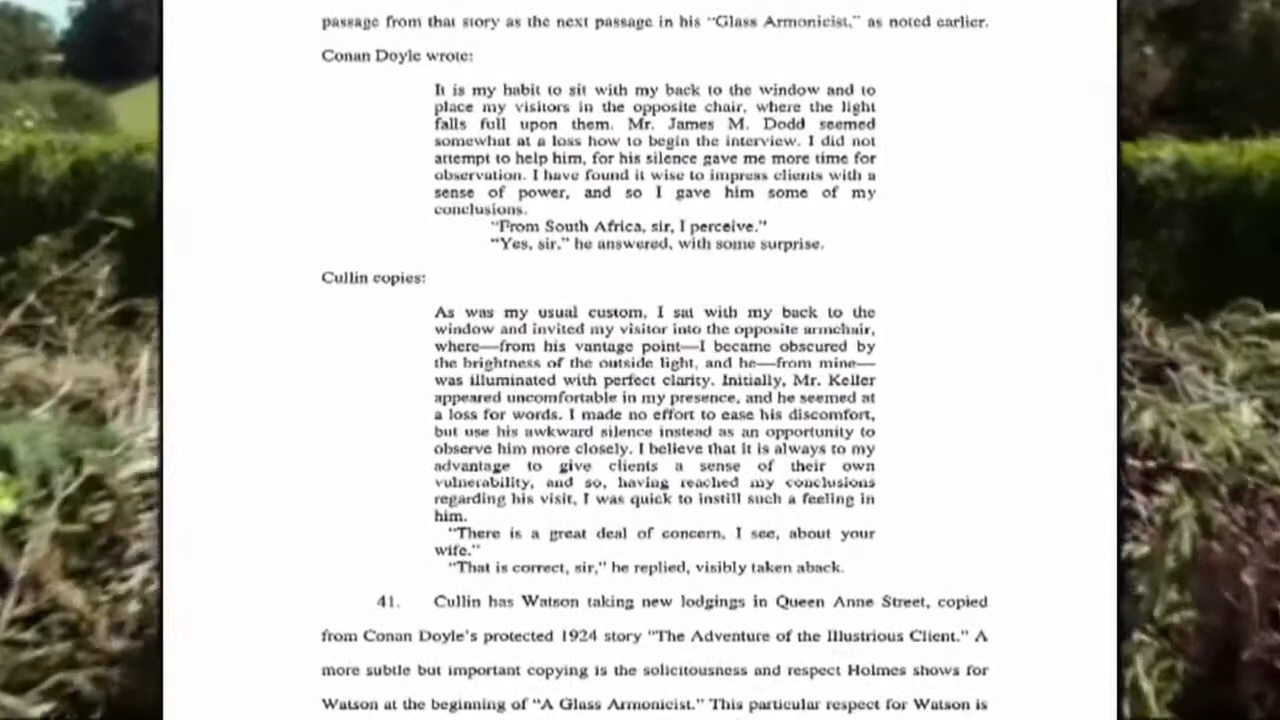 passage from that story as the next passage in his "Glass Armonicist," as noted earlier.
Conan Doyle wrote:
It is my habit to sit with my back to the window and to
place my visitors in the opposite chair, where the light
falls full upon them. Mr. James M. Dodd seemed
somewhat at a loss how to begin the interview. I did not
attempt to help him, for his silence gave me more time for
observation. I have found it wise to impress clients with a
sense of power, and so I gave him some of my
conclusions.
"From South Africa, sir, I perceive."
"Yes, sir," he answered, with some surprise.
Cullin copies:
As was my usual custom, I sat with my back to the
window and invited my visitor into the opposite armchair,
where—from his vantage point—I became obscured by
the brightness of the outside light, and he—from mine—
was illuminated with perfect clarity. Initially, Mr. Keller
appeared uncomfortable in my presence, and he seemed at
a loss for words. I made no effort to ease his discomfort,
but use his awkward silence instead as an opportunity to
observe him more closely. I believe that it is always to my
advantage to give clients a sense of their own
vulnerability, and so, having reached my conclusions
regarding his visit, I was quick to instill such a feeling in
him.
"There is a great deal of concern, I see, about your
wife."
"That is correct, sir," he replied, visibly taken aback.
41. Cullin has Watson taking new lodgings in Queen Anne Street, copied
from Conan Doyle's protected 1924 story "The Adventure of the Illustrious Client." A
more subtle but important copying is the solicitousness and respect Holmes shows for
Watson at the beginning of "A Glass Armonicist." This particular respect for Watson is